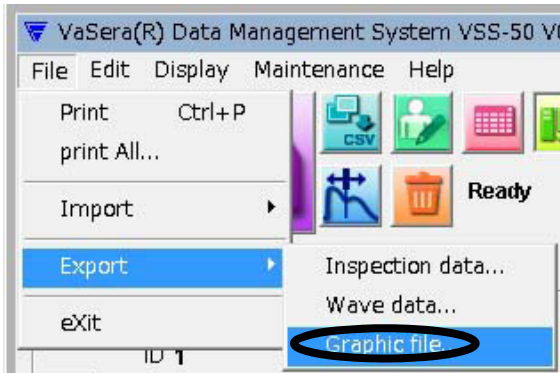 VaSera(R) Data Management System VSS-50 V
File Edit Display Maintenance Help
Print Ctrl+P
print All...
Import
Export
eXit
CSV
Ready
Inspection data...
Wave data...
Graphic file...
ID 1